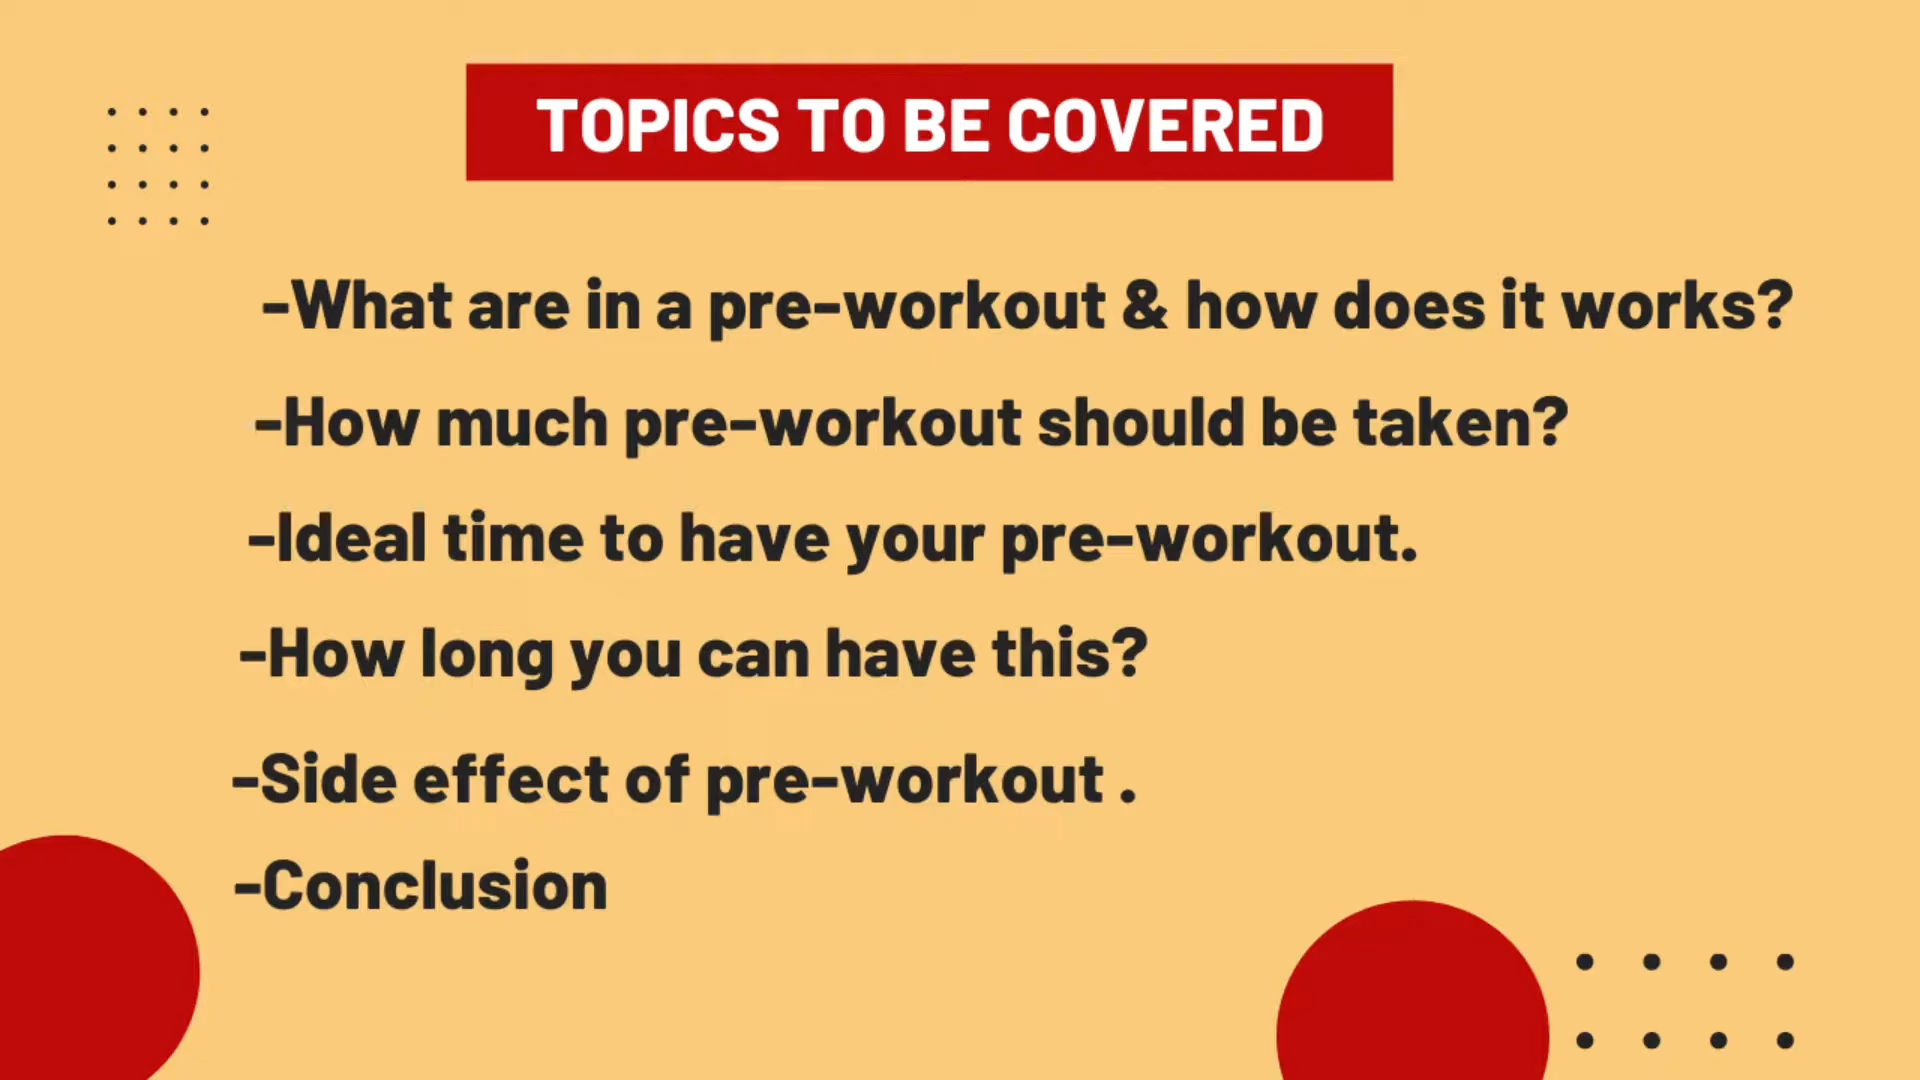 TOPICS TO BE COVERED
-What are in a pre-workout & how does it works?
-How much pre-workout should be taken?
-Ideal time to have your pre-workout.
-How long you can have this?
-Side effect of pre-workout .
-Conclusion